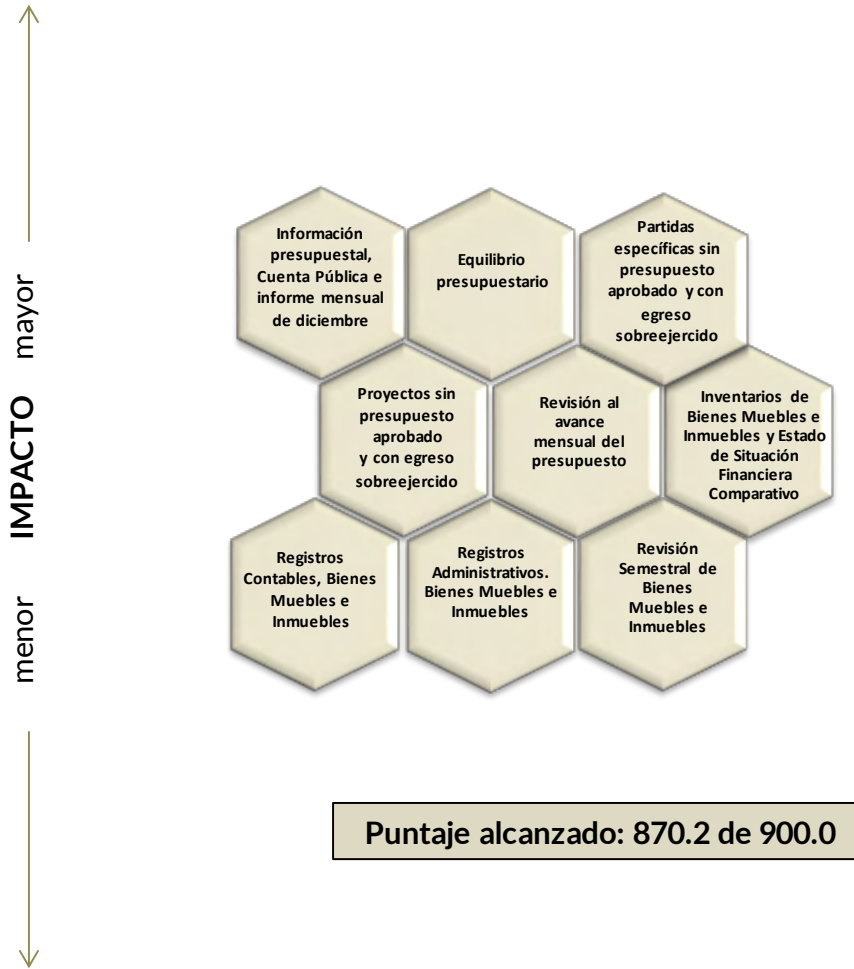 mayor
IMPACTO
menor
Información
presupuestal,
Cuenta Pública e
informe mensual
de diciembre
Equilibrio
presupuestario
Partidas
específicas sin
presupuesto
aprobado y con
egreso
sobreejercido
Proyectos sin
presupuesto
aprobado
y con egreso
sobreejercido
Revisión al
avance
mensual del
presupuesto
Inventarios de
Bienes Muebles e
Inmuebles y Estado
de Situación
Financiera
Comparativo
Registros
Contables, Bienes
Muebles e
Inmuebles
Registros
Administrativos.
Bienes Muebles e
Inmuebles
Revisión
Semestral de
Bienes
Muebles e
Inmuebles
Puntaje alcanzado: 870.2 de 900.0